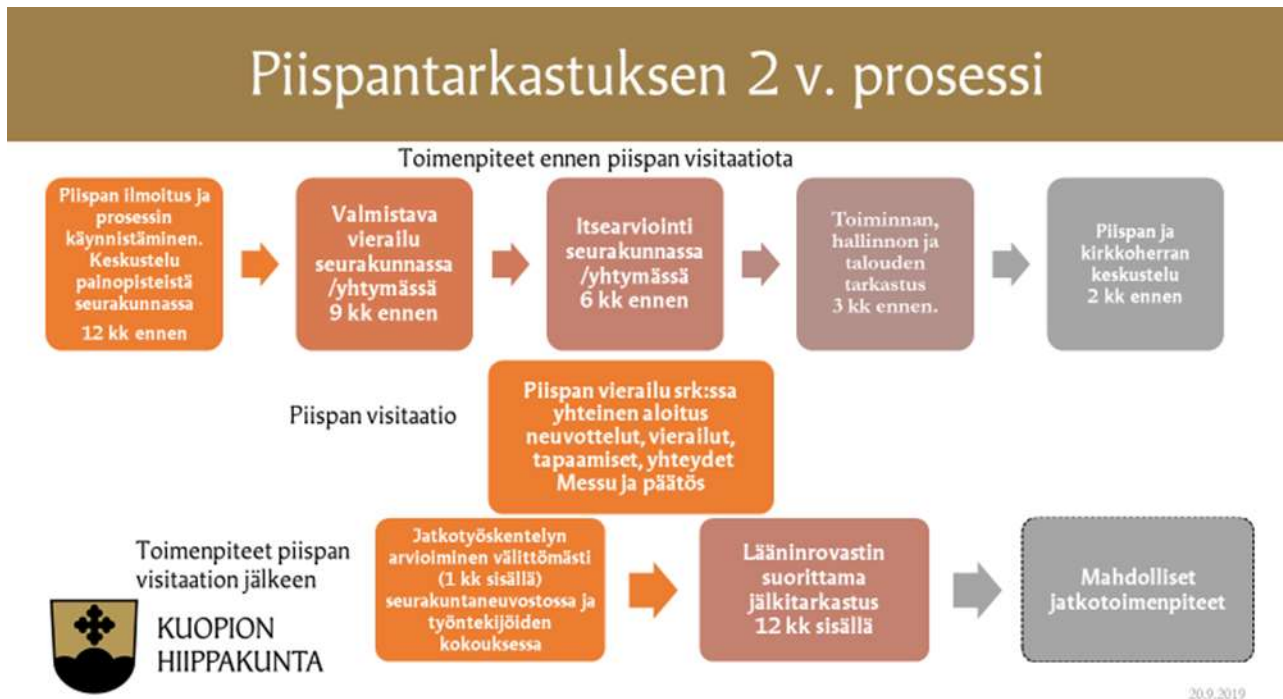 Piispantarkastuksen 2 v. prosessi
Toimenpiteet ennen piispan visitaatiota
Piispan ilmoitus ja
prosessin
käynnistäminen.
Keskustelu
painopisteistä
seurakunnassa
12 kk ennen
Valmistava
vierailu
seurakunnassa
/yhtymässä
9 kk ennen
Itsearviointi
seurakunnassa
/yhtymässä
6 kk ennen
Toiminnan,
hallinnon ja
talouden
tarkastus
3 kk ennen.
Piispan ja
kirkkoherran
keskustelu
2 kk ennen
Piispan visitaatio
Piispan vierailu srk:ssa
yhteinen aloitus
neuvottelut, vierailut,
tapaamiset, yhteydet
Messu ja päätös
Toimenpiteet piispan
visitaation jälkeen
Jatkotyöskentelyn
arvioiminen välittömästi
(1 kk sisällä)
seurakuntaneuvostossa ja
työntekijöiden
kokouksessa
Lääninrovastin
suorittama
jälkitarkastus
12 kk sisällä
Mahdolliset
jatkotoimenpiteet
KUOPION
HIIPPAKUNTA
20.9.2019